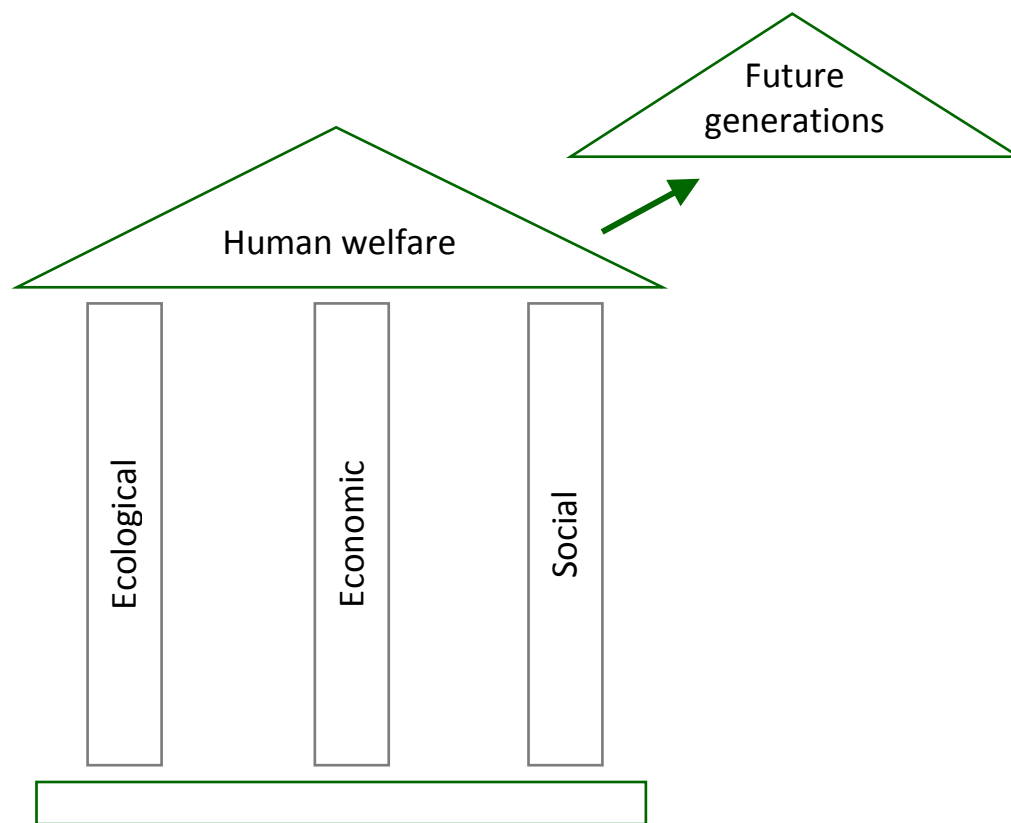 Future
generations
Human welfare
Ecological
Economic
Social